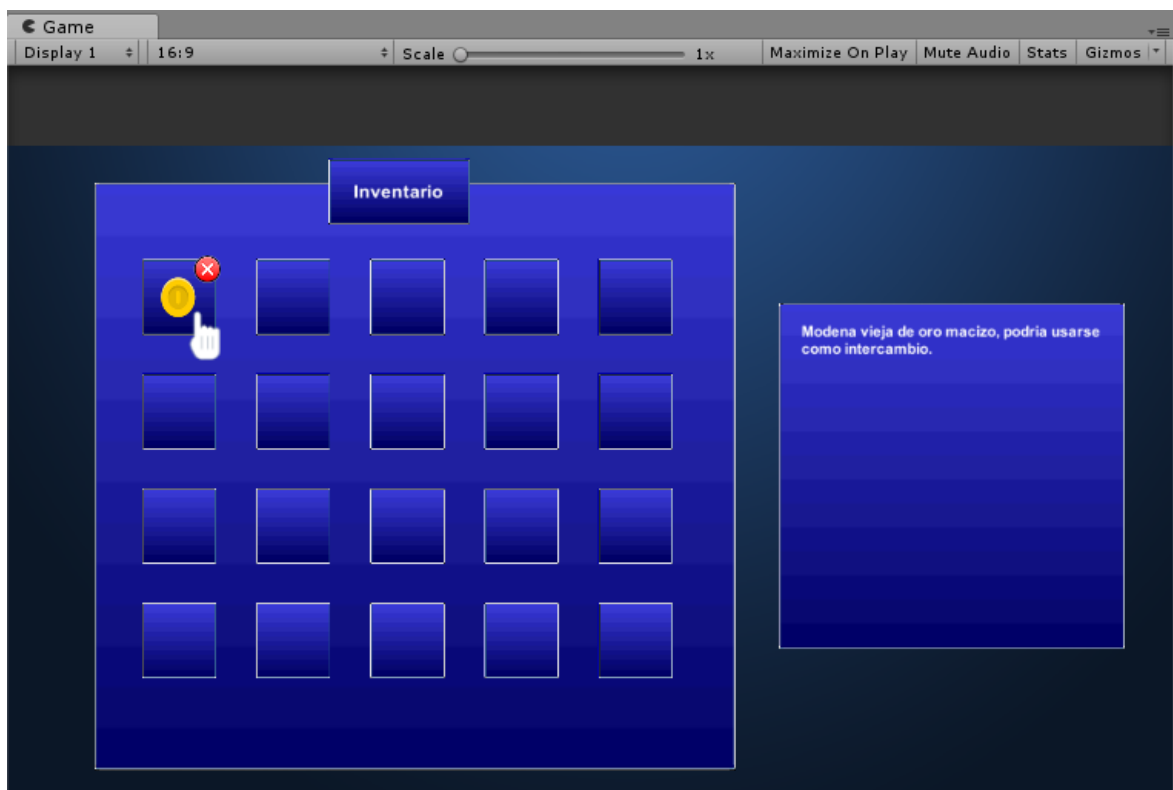 Game
Display 1 16:9 Scale 1x Maximize On Play Mute Audio Stats Gizmos
Inventario
Modena vieja de oro macizo, podria usarse
como intercambio.